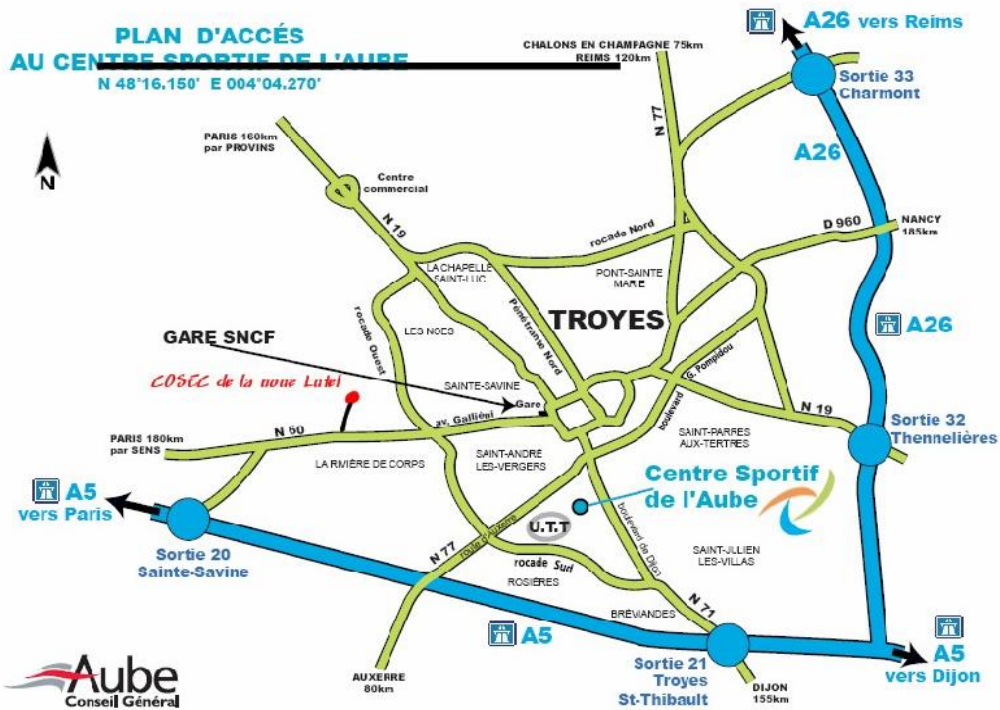 PLAN D'ACCÉS
AU CENTRE SPORTIF DE L'AUBE
N 48°16.150' E 004°04.270'
A26 vers Reims
CHALONS EN CHAMPAGNE 75km
REIMS 120km
Sortie 33
Charmont
N 77
A26
PARIS 160km
par PROVINS
N
Centre
commercial
N 19
rocade Nord
D 960
NANCY
185km
LA CHAPELLE
SAINT-LUC
PONT-SAINTE
MARIE
rocade Ouest
LES NOES
Pénétrante Nord
TROYES
A26
GARE SNCF
COSEC de la noue Lutel
SAINTE-SAVINE
Gare
boulevard G. Pompidou
av. Galliéni
N 19
Sortie 32
Thennelières
N 60
PARIS 180km
par SENS
SAINT-PARRES
AUX-TERTRES
SAINT-ANDRÉ
LES-VERGERS
LA RIVIÈRE DE CORPS
Centre Sportif
de l'Aube
A5
vers Paris
U.T.T
boulevard de Dijon
Sortie 20
Sainte-Savine
N 77
route d'Auxerre
rocade Sud
SAINT-JULIEN
LES-VILLAS
ROSIÈRES
BRÉVIANDES
N 71
A5
A5
vers Dijon
Sortie 21
Troyes
St-Thibault
AUXERRE
80km
DIJON
155km
Aube
Conseil Général